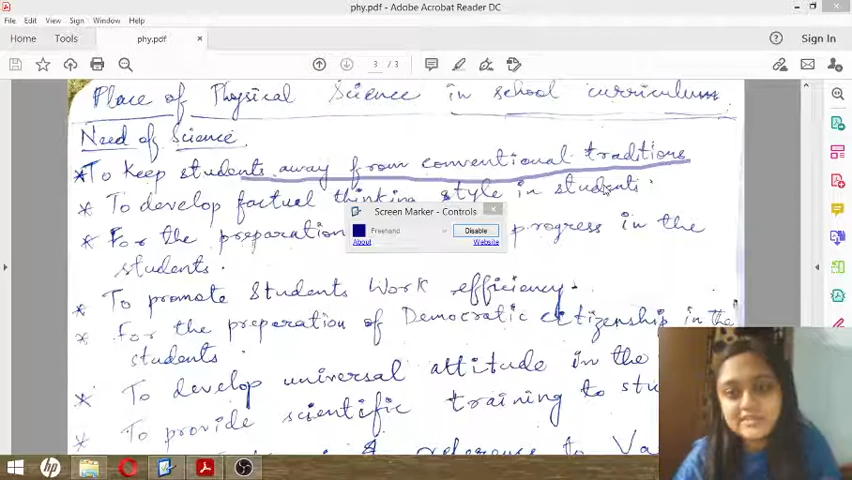 phy.pdf - Adobe Acrobat Reader DC
File Edit View Sign Window Help
Home Tools phy.pdf × Sign In
3 / 3
Place of Physical Science in school curriculum
Need of Science
* To keep students away from conventional traditions
* To develop factual thinking style in students
Screen Marker - Controls
* For the preparation progress in the
Freehand Disable
About Website
students.
* To promote Students Work efficiency.
* For the preparation of Democratic citizenship in the
students.
* To develop universal attitude in the
* To provide scientific training to stu
reference to Va
hp